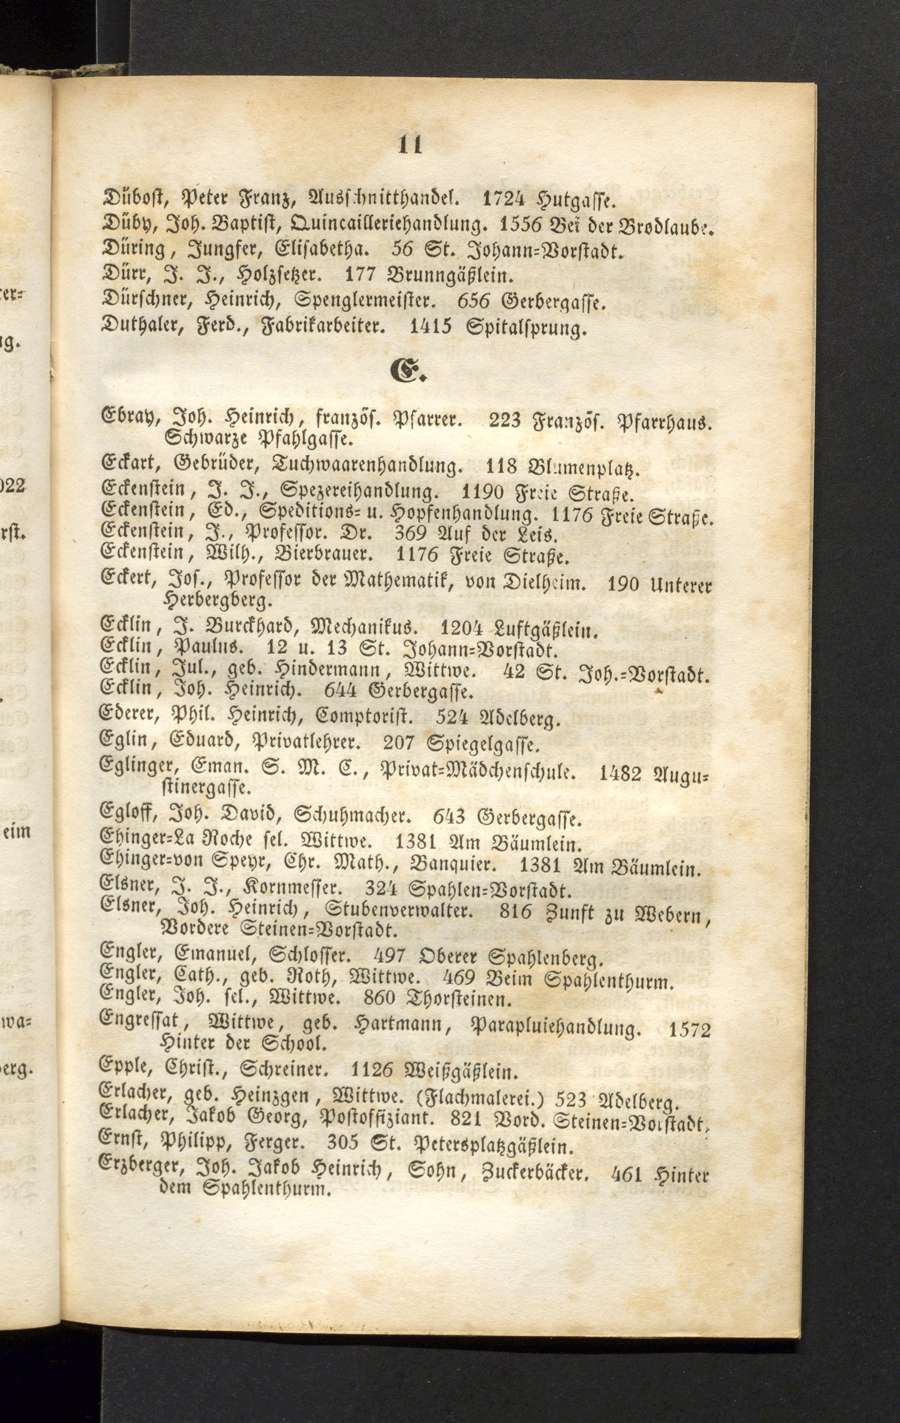 11
Dübost, Peter Franz, Ausschnitthandel. 1724 Hutgasse.
Düby, Joh. Baptist, Quincailleriehandlung. 1556 Bei der Brodlaube.
Düring, Jungfer, Elisabetha. 56 St. Johann=Vorstadt.
Dürr, J. J., Holzsetzer. 177 Brunngäßlein.
Dürschner, Heinrich, Spenglermeister. 656 Gerbergasse.
Duthaler, Ferd., Fabrikarbeiter. 1415 Spitalsprung.
E.
Ebray, Joh. Heinrich, französ. Pfarrer. 223 Französ. Pfarrhaus.
Schwarze Pfahlgasse.
Eckart, Gebrüder, Tuchwaarenhandlung. 118 Blumenplatz.
Eckenstein, J. J., Spezereihandlung. 1190 Freie Straße.
Eckenstein, Ed., Speditions= u. Hopfenhandlung. 1176 Freie Straße.
Eckenstein, J., Professor. Dr. 369 Auf der Leis.
Eckenstein, Wilh., Bierbrauer. 1176 Freie Straße.
Eckert, Jos., Professor der Mathematik, von Dielheim. 190 Unterer
Herbergberg.
Ecklin, J. Burckhard, Mechanikus. 1204 Luftgäßlein.
Ecklin, Paulus. 12 u. 13 St. Johann=Vorstadt.
Ecklin, Jul., geb. Hindermann, Wittwe. 42 St. Joh.=Vorstadt.
Ecklin, Joh. Heinrich. 644 Gerbergasse.
Ederer, Phil. Heinrich, Comptorist. 524 Adelberg.
Eglin, Eduard, Privatlehrer. 207 Spiegelgasse.
Eglinger, Eman. S. M. C., Privat=Mädchenschule. 1482 Augu=
stinergasse.
Egloff, Joh. David, Schuhmacher. 643 Gerbergasse.
Ehinger=La Roche sel. Wittwe. 1381 Am Bäumlein.
Ehinger=von Speyr, Chr. Math., Banquier. 1381 Am Bäumlein.
Elsner, J. J., Kornmesser. 324 Spahlen=Vorstadt.
Elsner, Joh. Heinrich, Stubenverwalter. 816 Zunft zu Webern,
Vordere Steinen=Vorstadt.
Engler, Emanuel, Schlosser. 497 Oberer Spahlenberg.
Engler, Cath., geb. Roth, Wittwe. 469 Beim Spahlenthurm.
Engler, Joh. sel., Wittwe. 860 Thorsteinen.
Engressat, Wittwe, geb. Hartmann, Parapluiehandlung. 1572
Hinter der School.
Epple, Christ., Schreiner. 1126 Weißgäßlein.
Erlacher, geb. Heinzgen, Wittwe. (Flachmalerei.) 523 Adelberg.
Erlacher, Jakob Georg, Postoffiziant. 821 Vord. Steinen=Vorstadt.
Ernst, Philipp, Ferger. 305 St. Petersplatzgäßlein.
Erzberger, Joh. Jakob Heinrich, Sohn, Zuckerbäcker. 461 Hinter
dem Spahlenthurm.